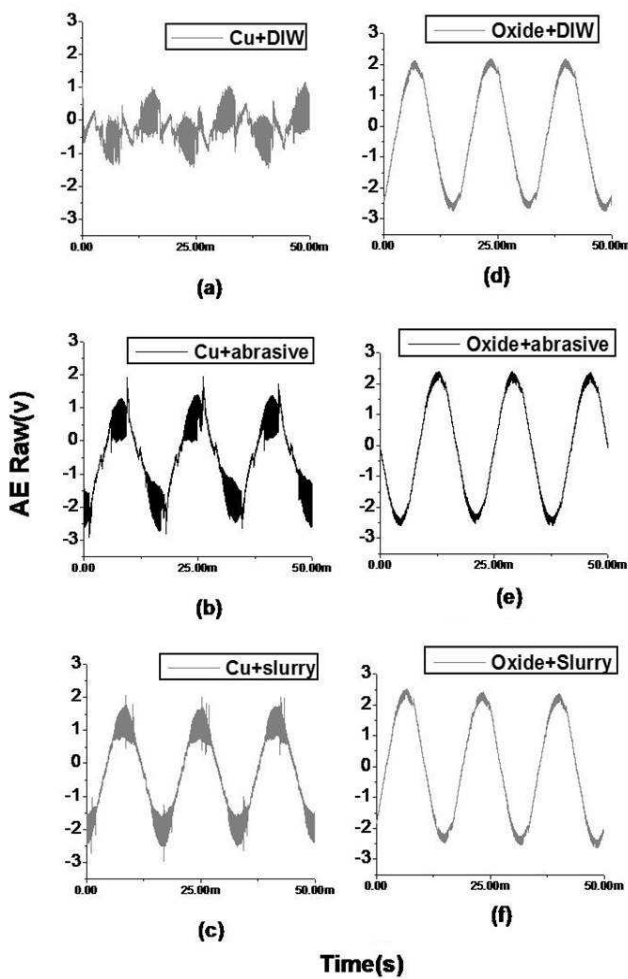 Cu+DIW
3
2
1
0
-1
-2
-3
0.00
25.00m
50.00m
(a)
Oxide+DIW
3
2
1
0
-1
-2
-3
0.00
25.00m
50.00m
(d)
AE Raw(v)
Cu+abrasive
3
2
1
0
-1
-2
-3
0.00
25.00m
50.00m
(b)
Oxide+abrasive
3
2
1
0
-1
-2
-3
0.00
25.00m
50.00m
(e)
Cu+slurry
3
2
1
0
-1
-2
-3
0.00
25.00m
50.00m
(c)
Oxide+Slurry
3
2
1
0
-1
-2
-3
0.00
25.00m
50.00m
(f)
Time(s)